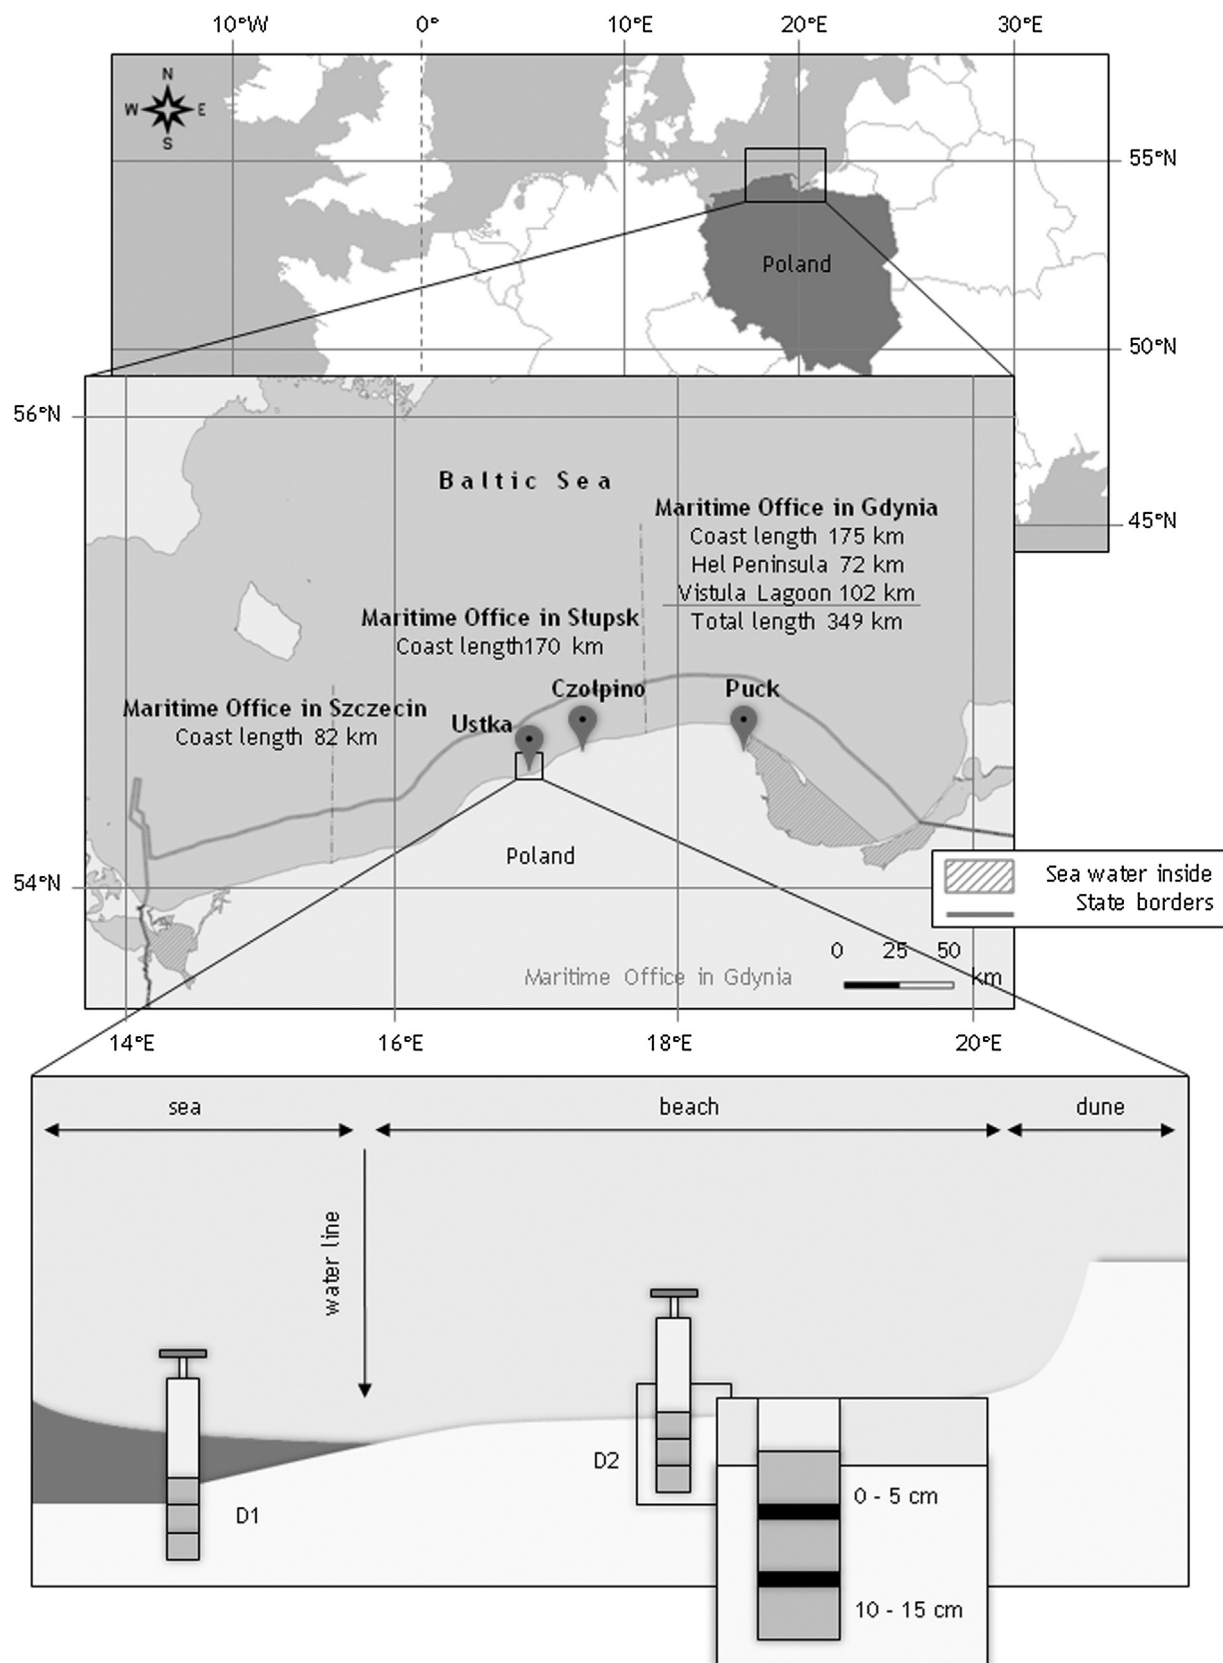 10°W 0° 10°E 20°E 30°E
N
W E
S
55°N
Poland
50°N
56°N
Baltic Sea
Maritime Office in Gdynia
45°N
Coast length 175 km
Hel Peninsula 72 km
Vistula Lagoon 102 km
Total length 349 km
Maritime Office in Słupsk
Coast length170 km
Czołpino
Puck
Maritime Office in Szczecin
Coast length 82 km
Ustka
Poland
54°N
Sea water inside
State borders
0 25 50
km
Maritime Office in Gdynia
14°E 16°E 18°E 20°E
sea beach dune
water line
D1
D2
0 - 5 cm
10 - 15 cm